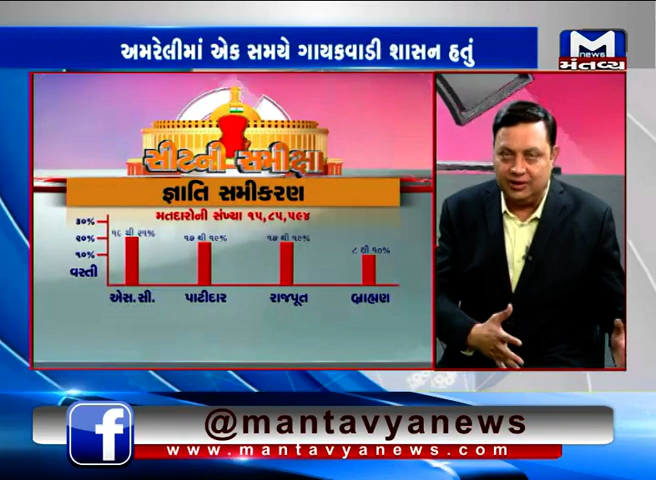 અમરેલીમાં એક સમયે ગાયકવાડી શાસન હતું
M news
મંતવ્ય
સીટની સમીક્ષા
જ્ઞાતિ સમીકરણ
મતદારોની સંખ્યા ૧૫,૮૫,૫૯૪
૩૦%
૨૦%
૧૦%
વસ્તી
૧૯ થી ૨૧% ૧૭ થી ૧૯% ૧૭ થી ૧૯% ૮ થી ૧૦%
એસ.સી. પાટીદાર રાજપૂત બ્રાહ્મણ
f @mantavyanews
www.mantavyanews.com